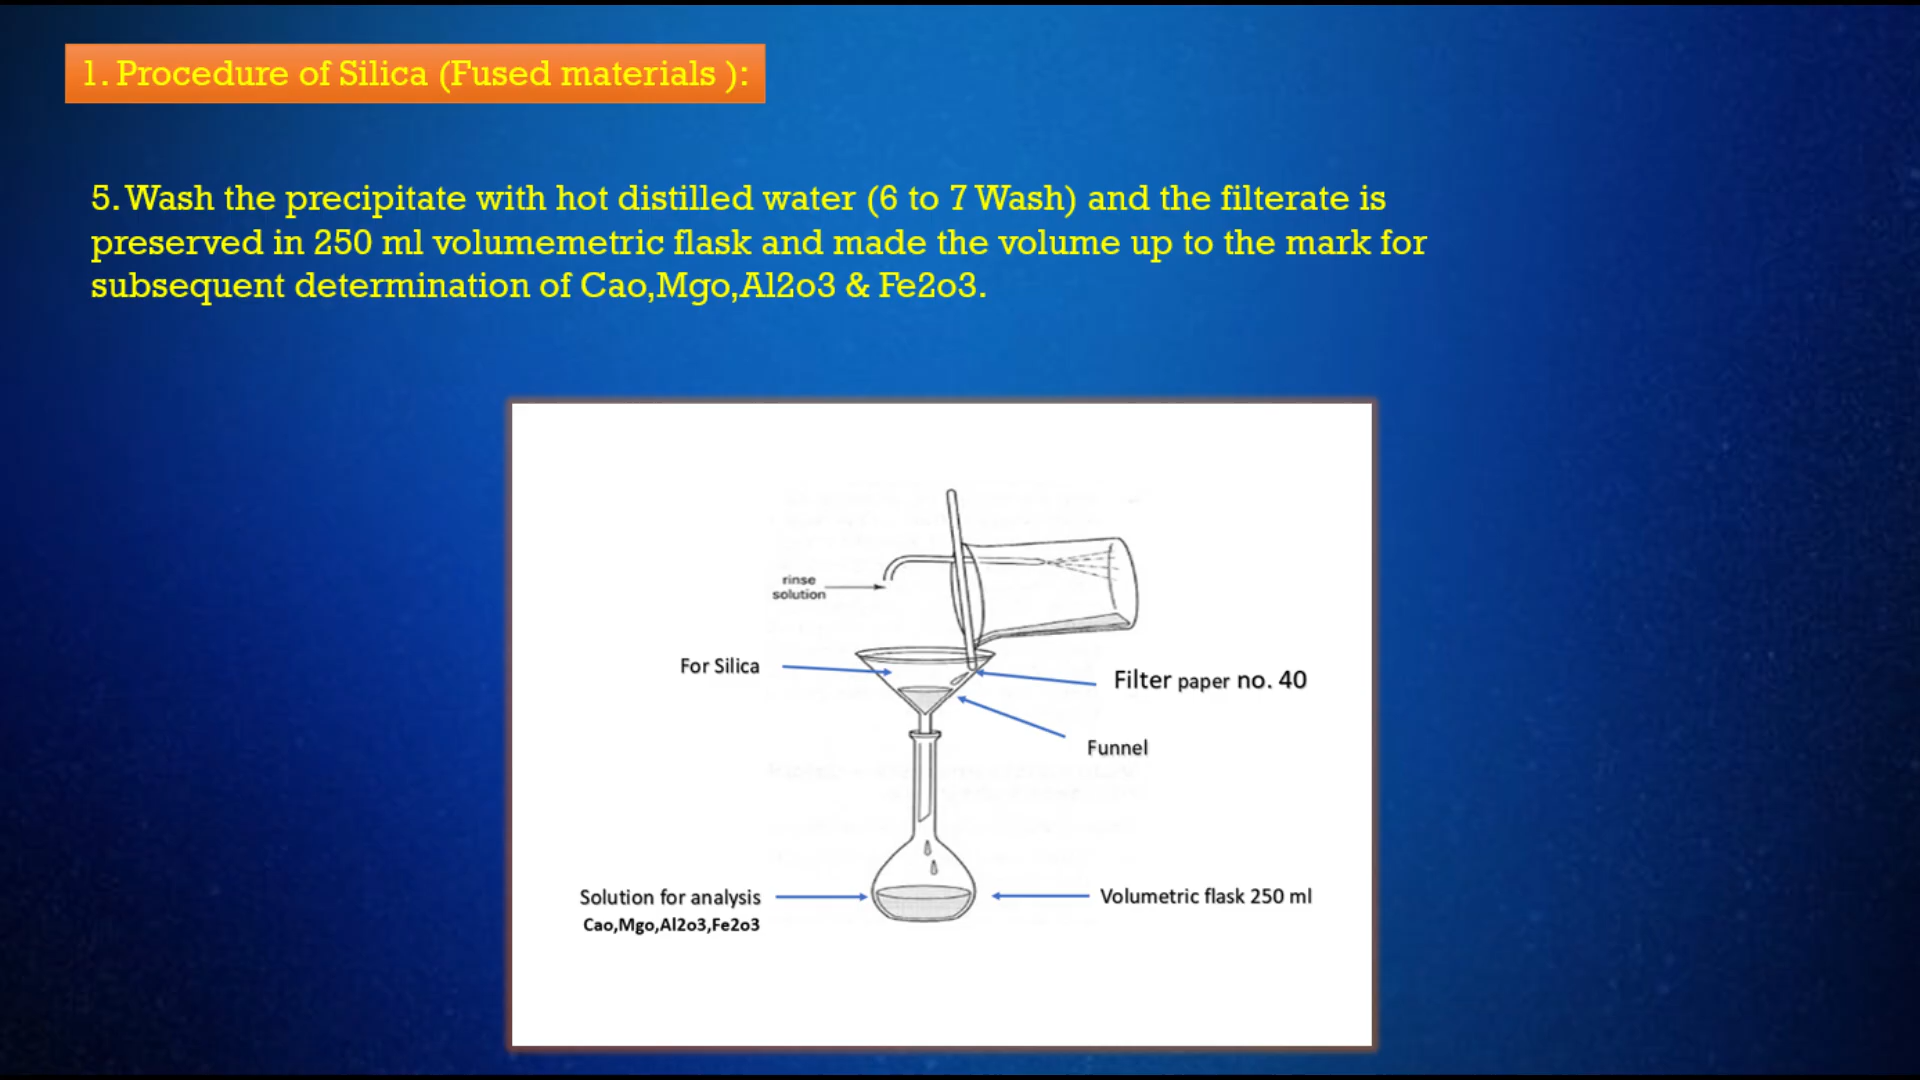 1. Procedure of Silica (Fused materials ):
5. Wash the precipitate with hot distilled water (6 to 7 Wash) and the filterate is
preserved in 250 ml volumemetric flask and made the volume up to the mark for
subsequent determination of Cao,Mgo,Al2o3 & Fe2o3.
rinse
solution
For Silica
Filter paper no. 40
Funnel
Solution for analysis
Cao,Mgo,Al2o3,Fe2o3
Volumetric flask 250 ml